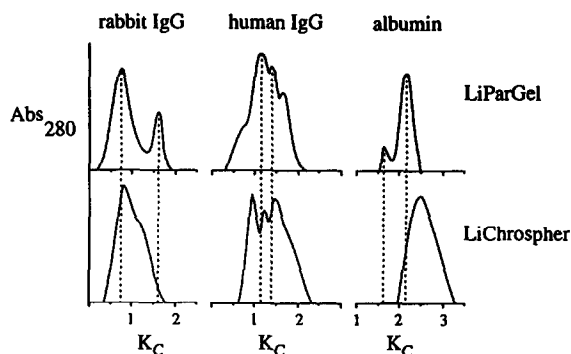 rabbit IgG human IgG albumin
LiParGel
Abs280
LiChrospher
1 2 1 2 1 2 3
KC KC KC